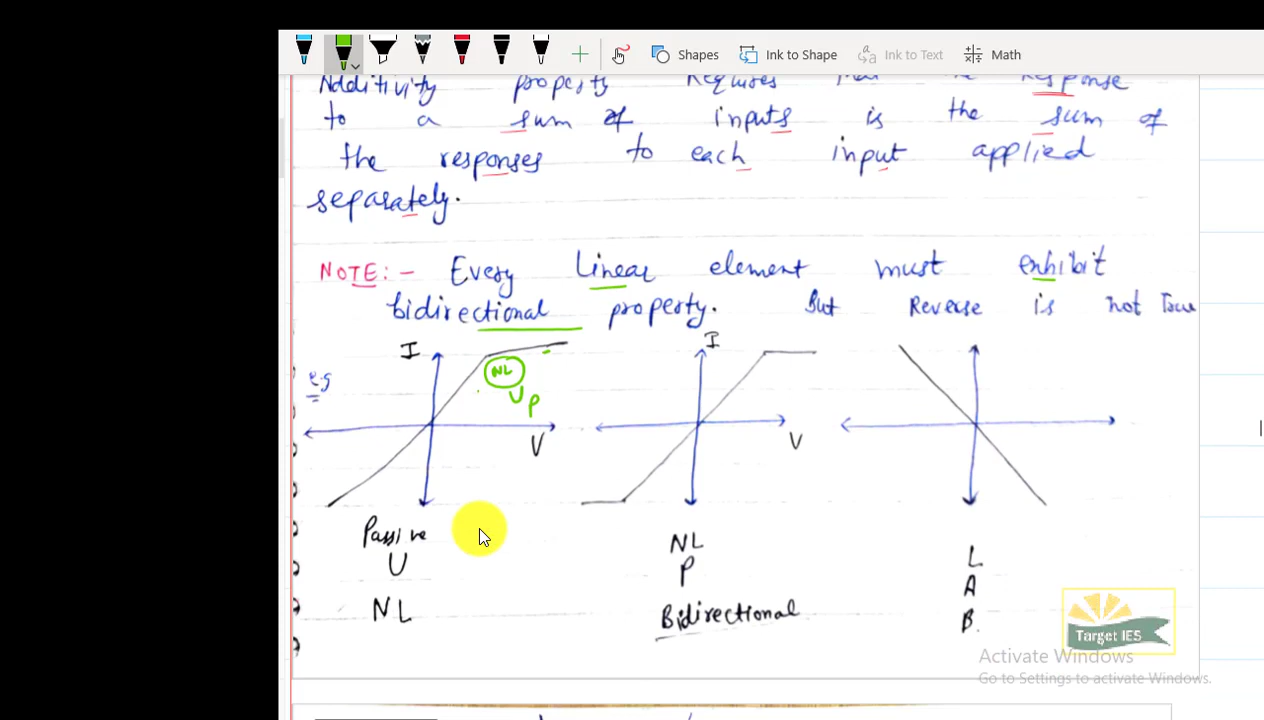 Shapes Ink to Shape Ink to Text Math
Additivity property Requires
to a sum of inputs is the sum of
the responses to each input applied
separately.
NOTE:- Every linear element must exhibit
bidirectional property. But Reverse is not True
e.g
I
NL
U P
V
I
V
Passive
U
NL
NL
P
Bidirectional
L
A
B.
Target IES
Activate Windows
Go to Settings to activate Windows.